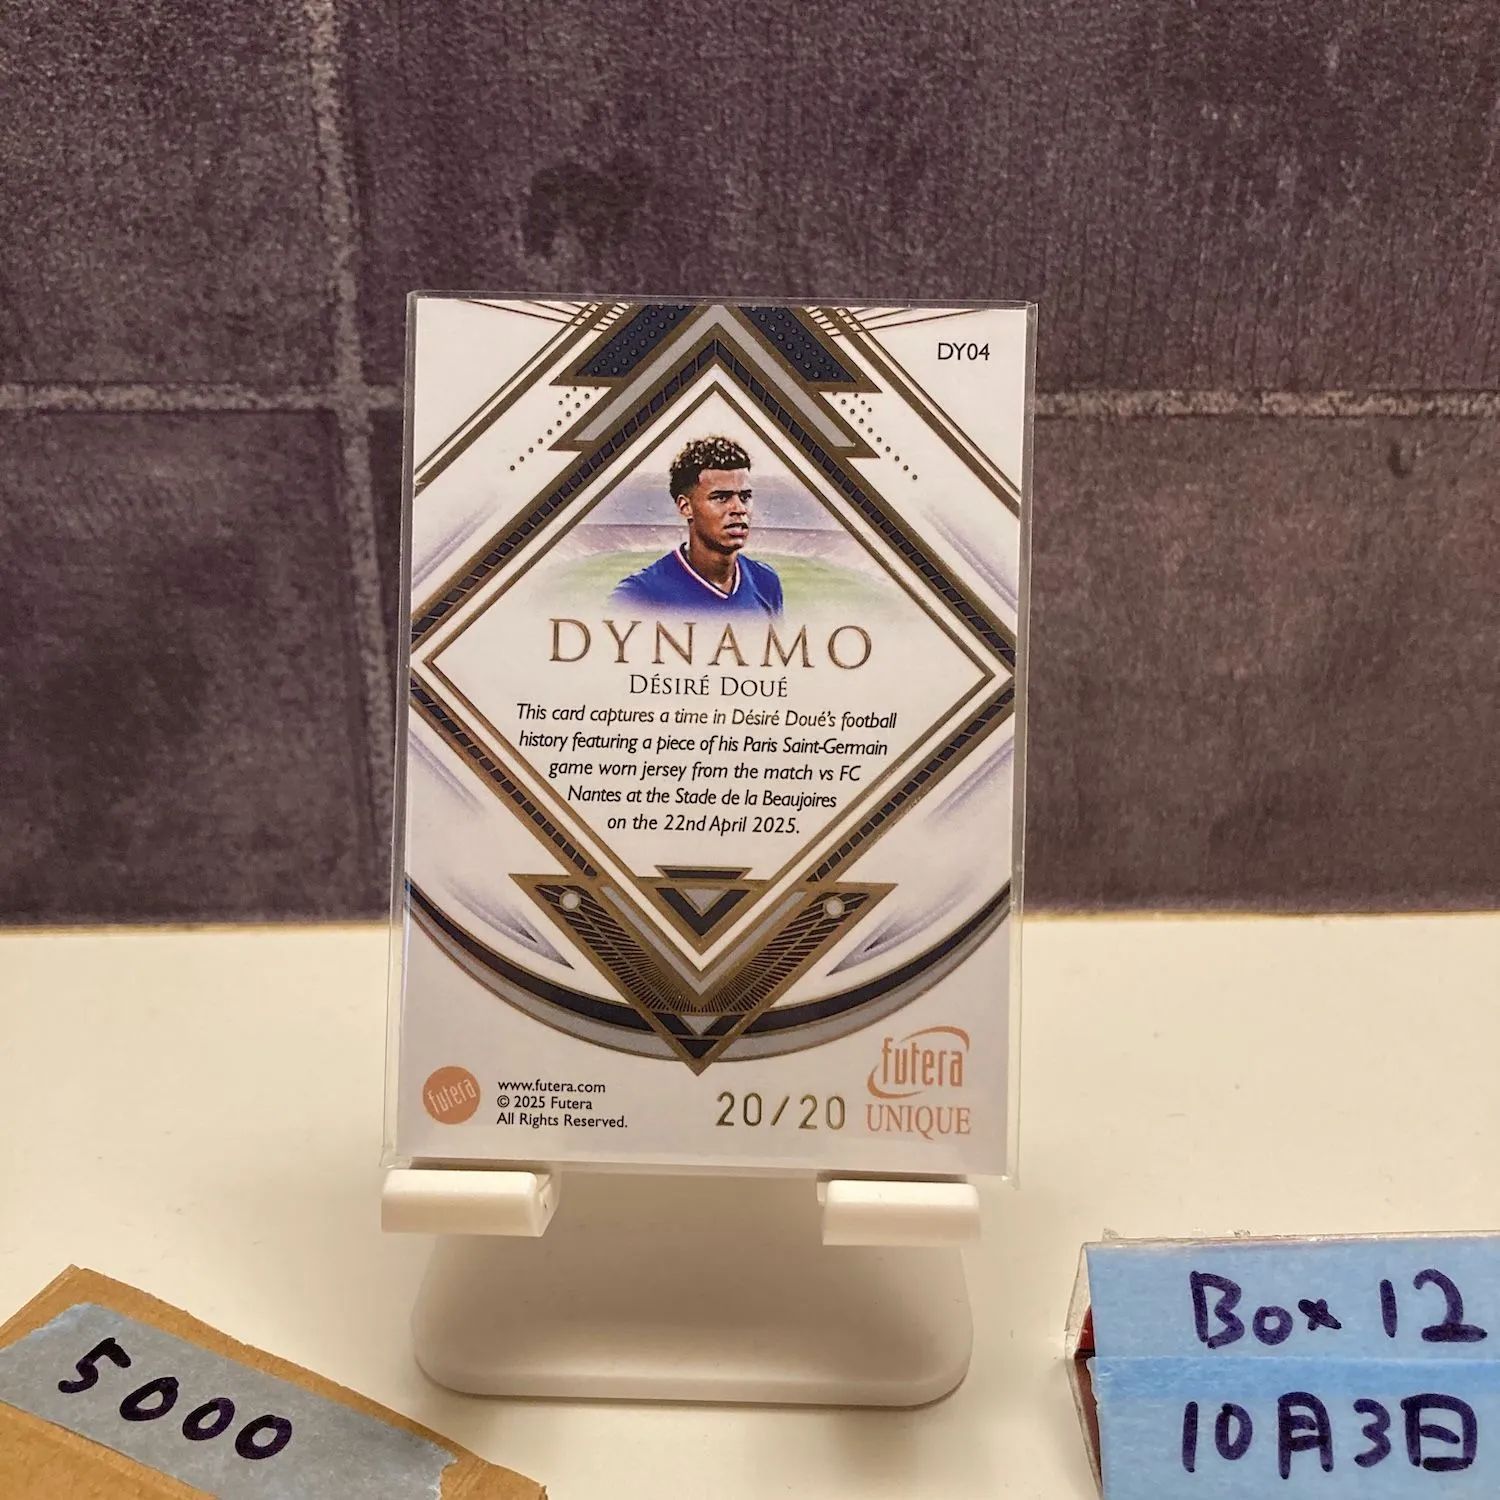 DY04
DYNAMO
DÉSIRÉ DOUÉ
This card captures a time in Désiré Doué's football
history featuring a piece of his Paris Saint-Germain
game worn jersey from the match vs FC
Nantes at the Stade de la Beaujoires
on the 22nd April 2025.
futera
www.futera.com
© 2025 Futera
All Rights Reserved.
20/20
futera
UNIQUE
5000
Box 12
10月3日